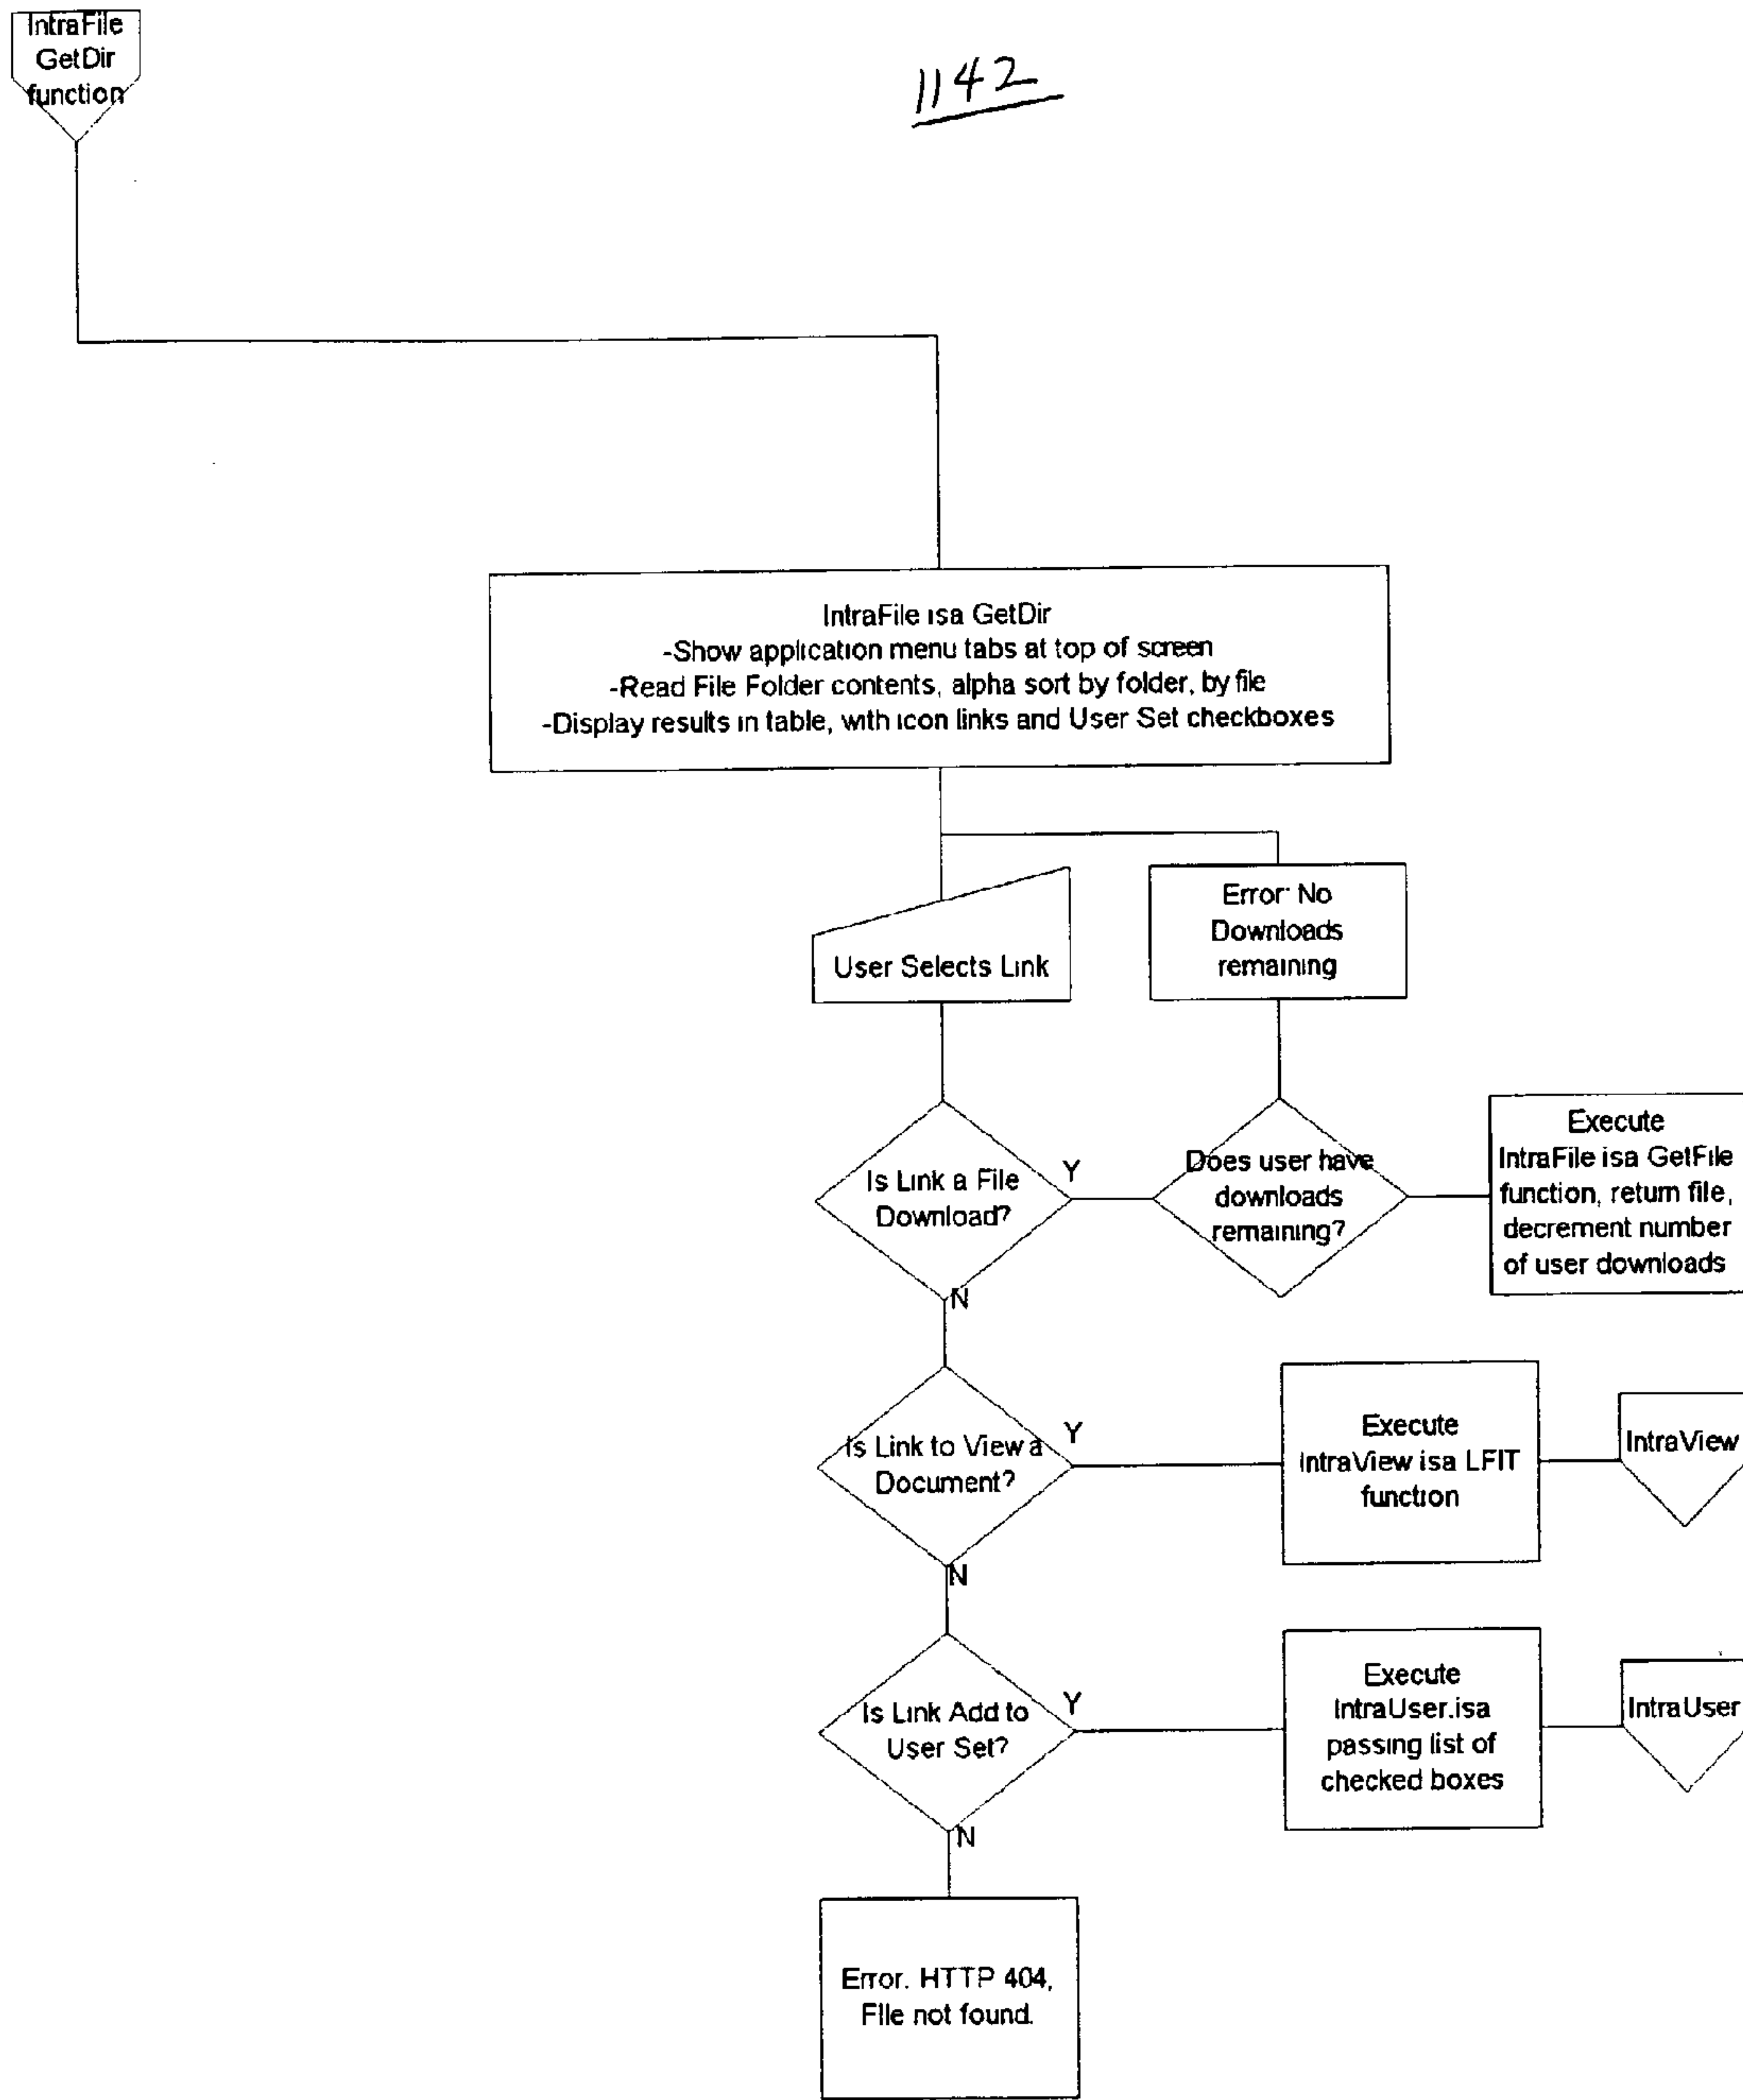 IntraFile
GetDir
function
1142
IntraFile isa GetDir
-Show application menu tabs at top of screen
-Read File Folder contents, alpha sort by folder, by file
-Display results in table, with icon links and User Set checkboxes
User Selects Link
Error: No
Downloads
remaining
Is Link a File
Download?
Y
N
Does user have
downloads
remaining?
Execute
IntraFile isa GetFile
function, return file,
decrement number
of user downloads
Is Link to View a
Document?
Y
N
Execute
IntraView isa LFIT
function
IntraView
Is Link Add to
User Set?
Y
N
Execute
IntraUser.isa
passing list of
checked boxes
IntraUser
Error. HTTP 404,
File not found.